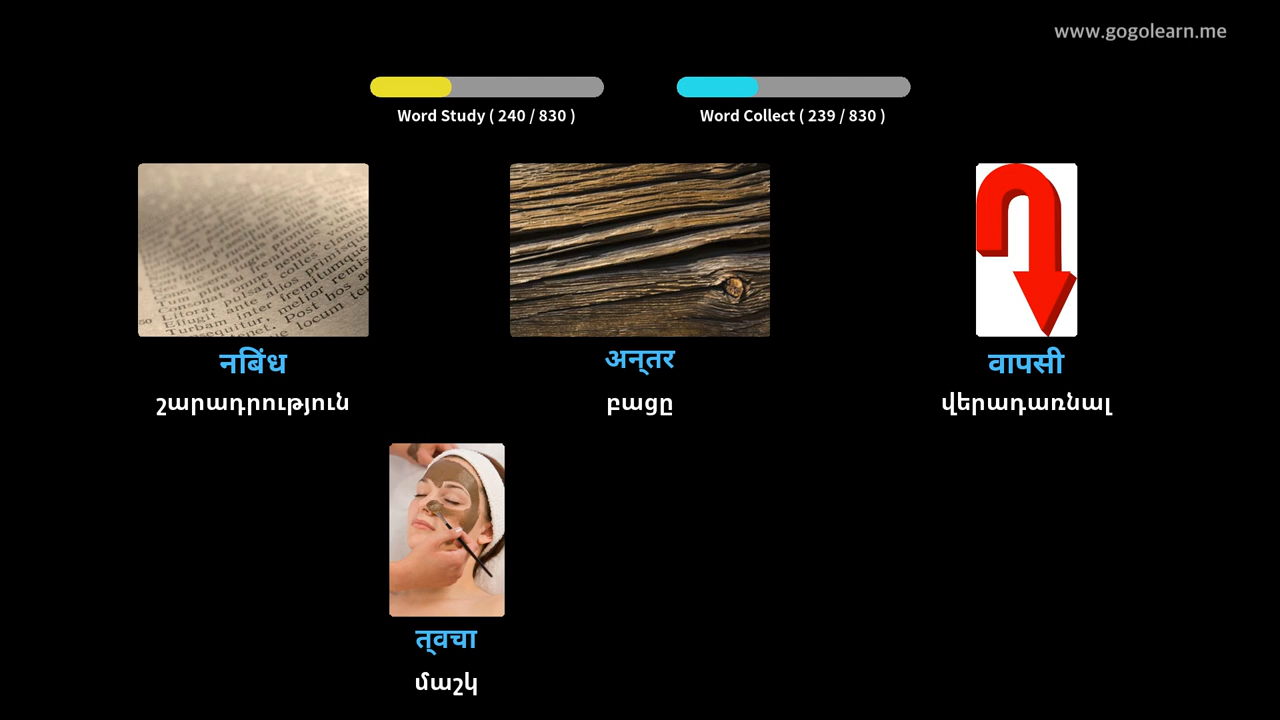 www.gogolearn.me
Word Study ( 240 / 830 )
Word Collect ( 239 / 830 )
नबिंध
अन्‌तर
वापसी
շարադրություն
բացը
վերադառնալ
त्‌वचा
մաշկ